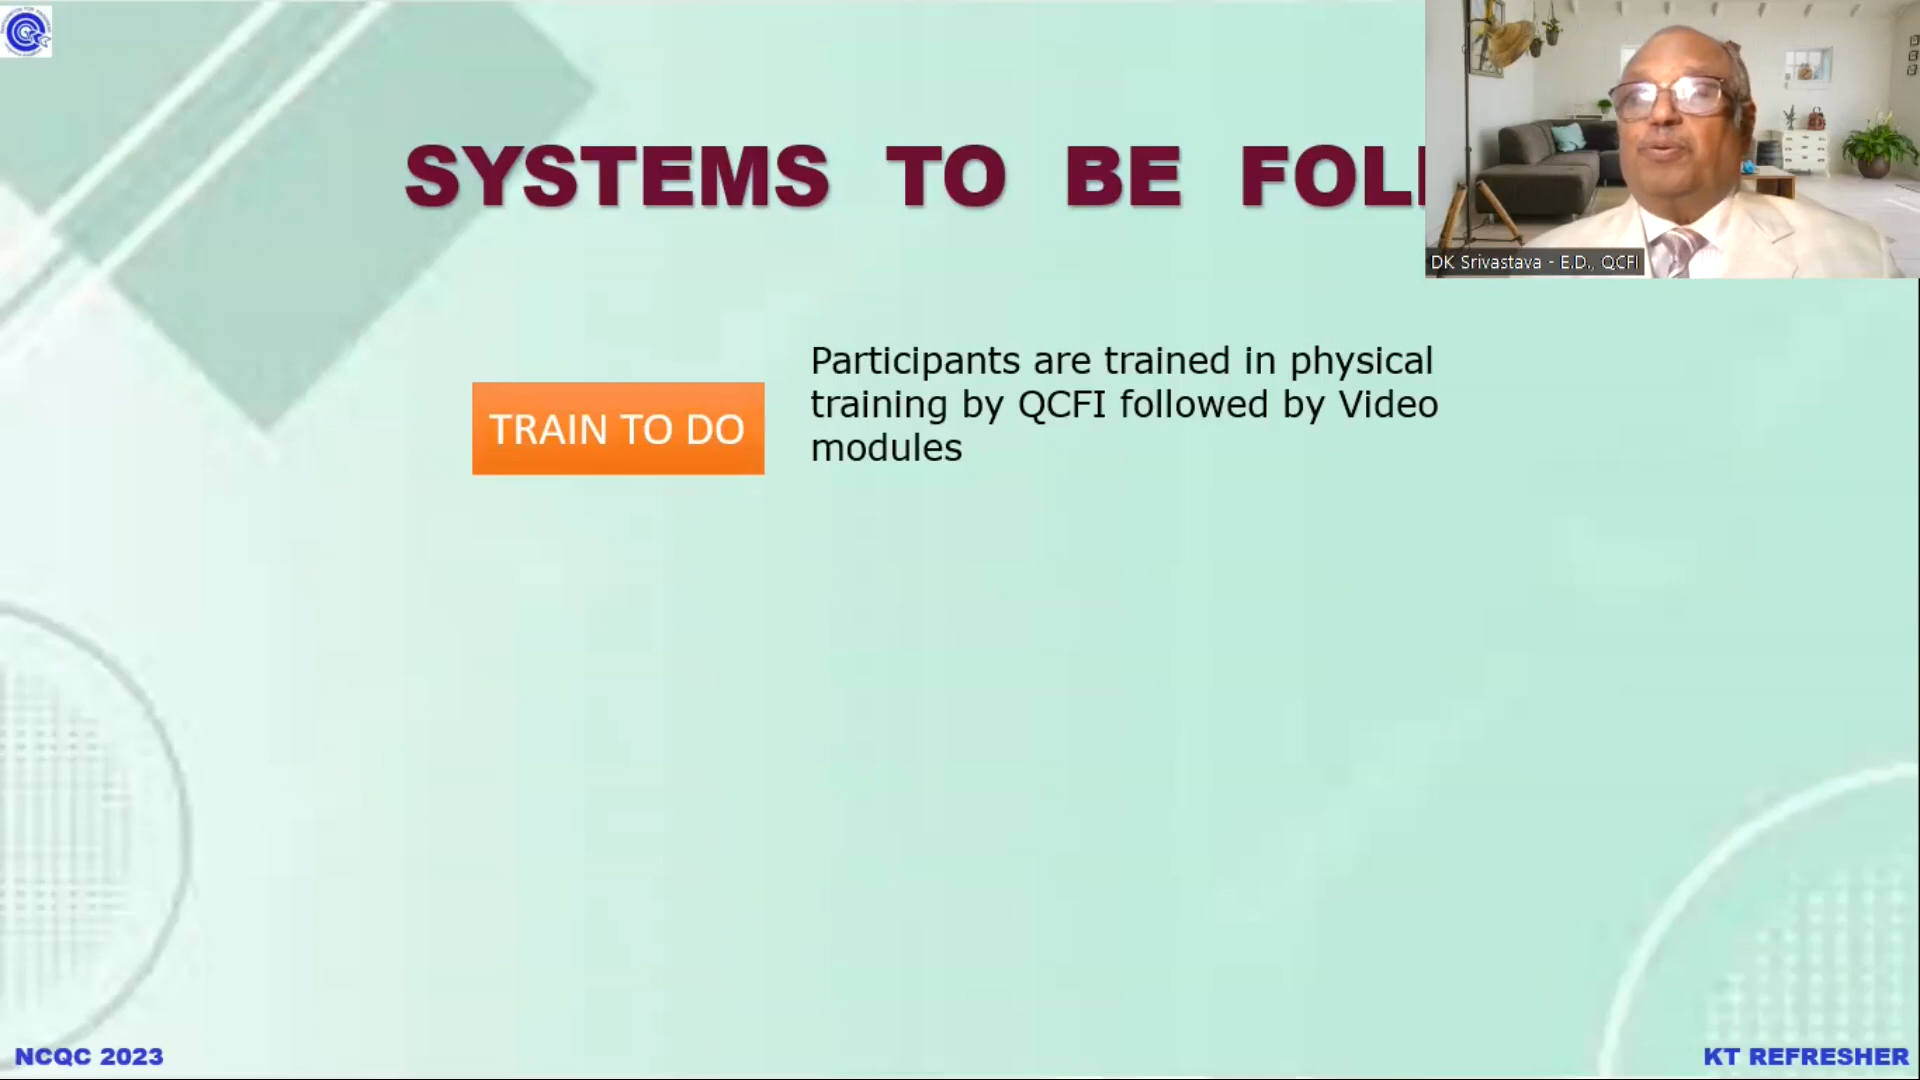 SYSTEMS TO BE FOLL
DK Srivastava - E.D., QCFI
TRAIN TO DO
Participants are trained in physical
training by QCFI followed by Video
modules
NCQC 2023
KT REFRESHER